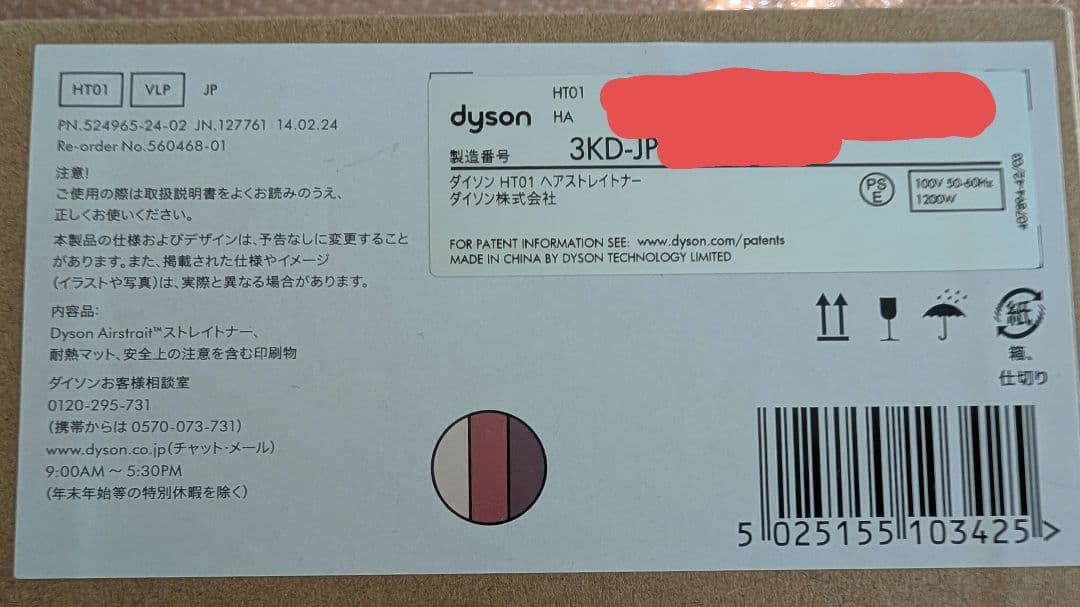 HT01 VLP JP
PN.524965-24-02 JN.127761 14.02.24
Re-order No.560468-01
注意!
ご使用の際は取扱説明書をよくお読みのうえ、
正しくお使いください。
本製品の仕様およびデザインは、予告なしに変更すること
があります。また、掲載された仕様やイメージ
(イラストや写真)は、実際と異なる場合があります。
内容品:
Dyson Airstrait™ストレイトナー、
耐熱マット、安全上の注意を含む印刷物
ダイソンお客様相談室
0120-295-731
(携帯からは 0570-073-731)
www.dyson.co.jp(チャット・メール)
9:00AM～5:30PM
(年末年始等の特別休暇を除く)
dyson
HT01
HA
製造番号 3KD-JP
ダイソン HT01 ヘアストレイトナー
ダイソン株式会社
PS
E
100V 50-60Hz
1200W
FOR PATENT INFORMATION SEE: www.dyson.com/patents
MADE IN CHINA BY DYSON TECHNOLOGY LIMITED
紙
箱、
仕切り
5 025155 103425 >